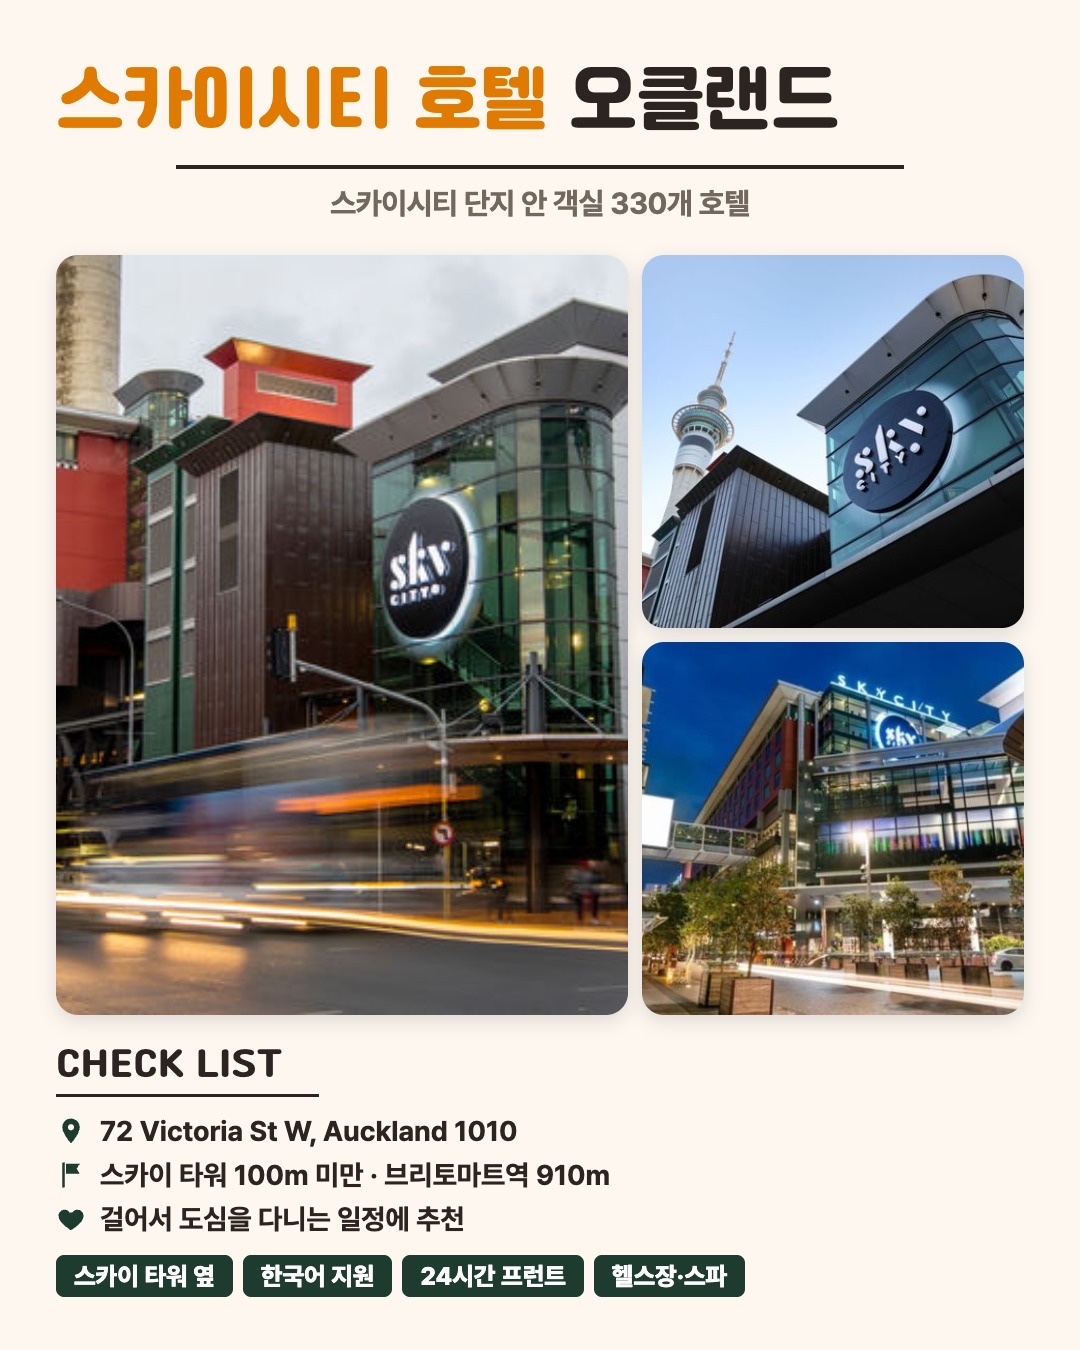 스카이시티 호텔 오클랜드
스카이시티 단지 안 객실 330개 호텔
sky
CITY
sky
CITY
SKYCITY
sky
CHECK LIST
72 Victoria St W, Auckland 1010
스카이 타워 100m 미만 · 브리토마트역 910m
걸어서 도심을 다니는 일정에 추천
스카이 타워 옆
한국어 지원
24시간 프런트
헬스장·스파